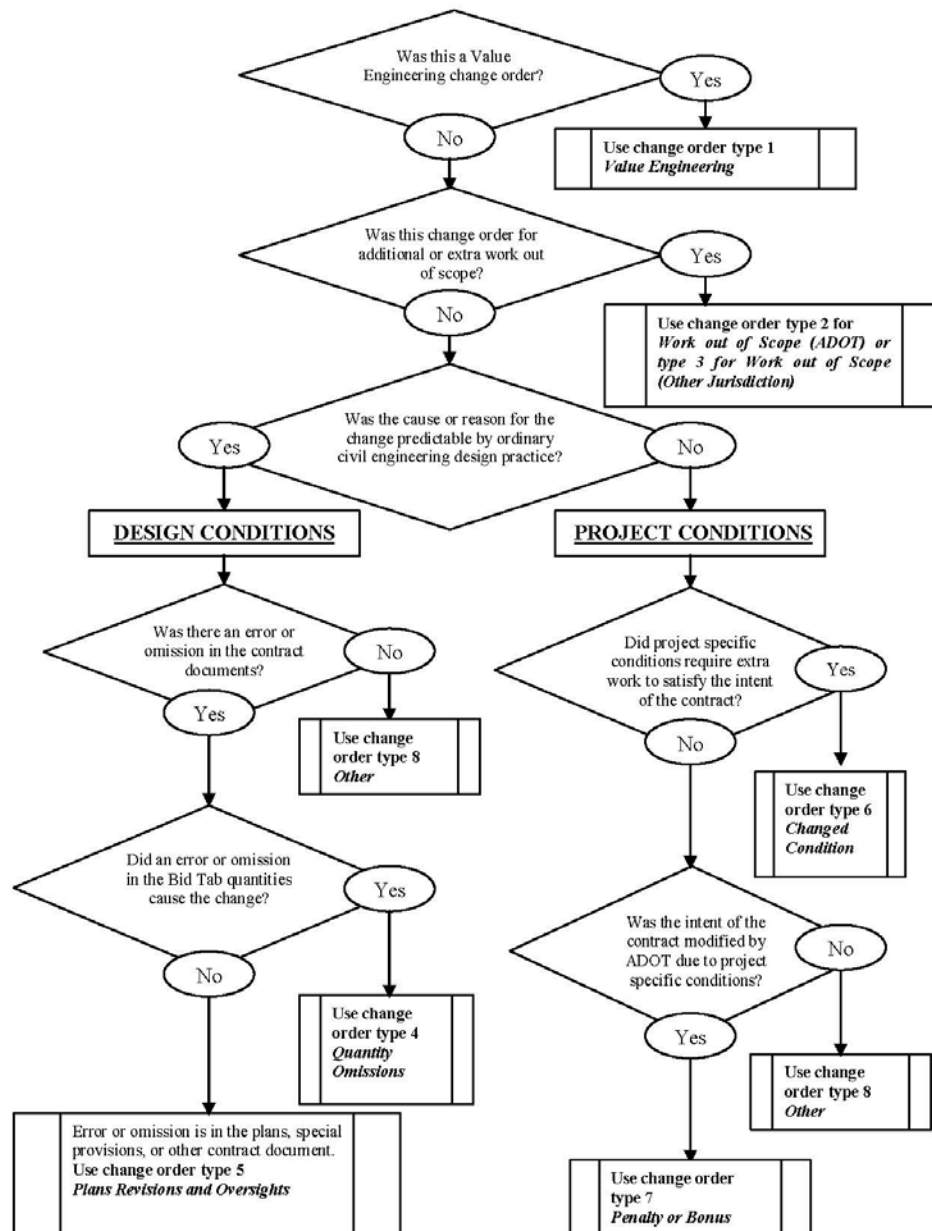 Was this a Value
Engineering change order?
Yes
No
Use change order type 1
Value Engineering
Was this change order for
additional or extra work out
of scope?
Yes
No
Use change order type 2 for
Work out of Scope (ADOT) or
type 3 for Work out of Scope
(Other Jurisdiction)
Was the cause or reason for the
change predictable by ordinary
civil engineering design practice?
Yes
No
DESIGN CONDITIONS
PROJECT CONDITIONS
Was there an error or
omission in the contract
documents?
No
Yes
Use change
order type 8
Other
Did an error or omission
in the Bid Tab quantities
cause the change?
Yes
No
Use change
order type 4
Quantity
Omissions
Error or omission is in the plans, special
provisions, or other contract document.
Use change order type 5
Plans Revisions and Oversights
Did project specific
conditions require extra
work to satisfy the intent
of the contract?
Yes
No
Use change
order type 6
Changed
Condition
Was the intent of the
contract modified by
ADOT due to project
specific conditions?
No
Yes
Use change
order type 8
Other
Use change order
type 7
Penalty or Bonus